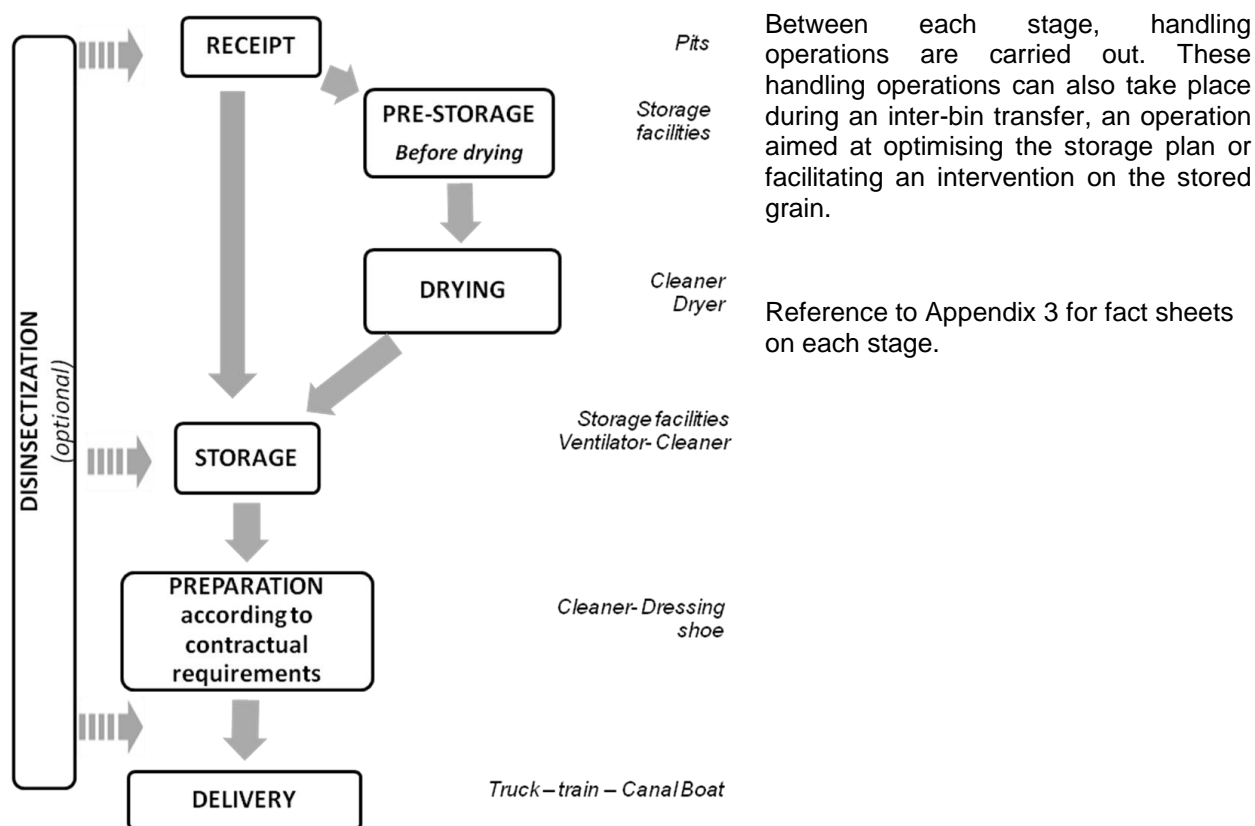 RECEIPT
Pits
PRE-STORAGE
Before drying
Storage
facilities
DRYING
Cleaner
Dryer
DISINSECTIZATION
(optional)
STORAGE
Storage facilities
Ventilator- Cleaner
PREPARATION
according to
contractual
requirements
Cleaner- Dressing
shoe
DELIVERY
Truck – train – Canal Boat
Between each stage, handling
operations are carried out. These
handling operations can also take place
during an inter-bin transfer, an operation
aimed at optimising the storage plan or
facilitating an intervention on the stored
grain.
Reference to Appendix 3 for fact sheets
on each stage.